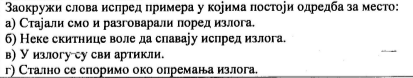 Заокружи слова испред примера у којима постоји одредба за место:
а) Стајали смо и разговарали поред излога.
б) Неке скитнице воле да спавају испред излога.
в) У излогу су сви артикли.
г) Стално се споримо око опремања излога.